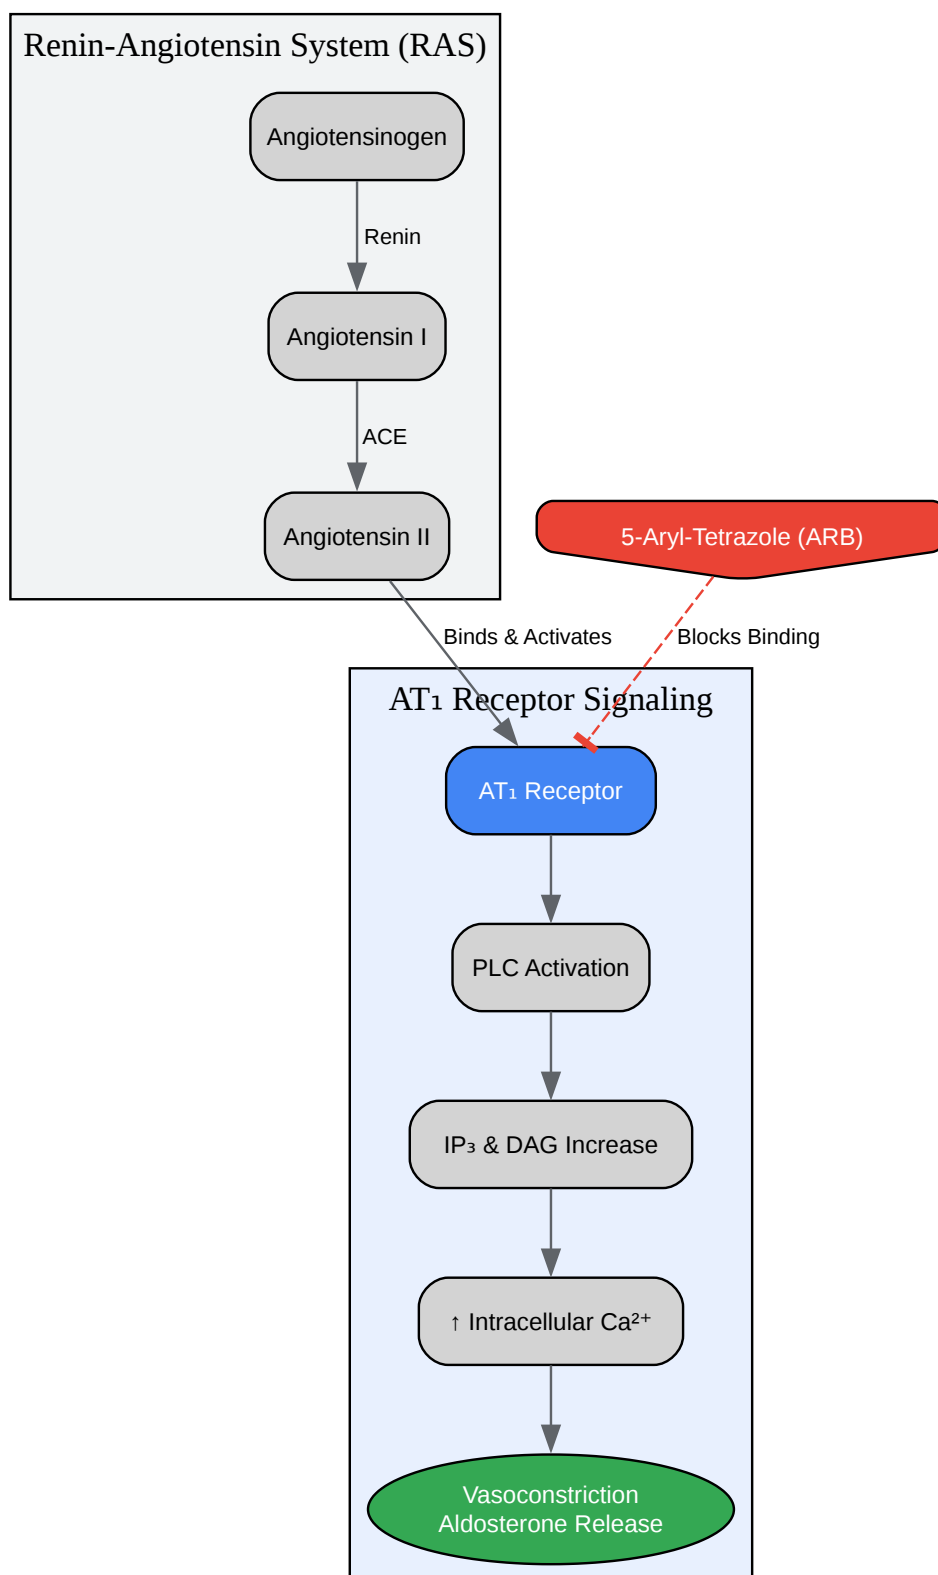 Renin-Angiotensin System (RAS)
Angiotensinogen
Renin
Angiotensin I
ACE
Angiotensin II
5-Aryl-Tetrazole (ARB)
Binds & Activates
Blocks Binding
AT₁ Receptor Signaling
AT₁ Receptor
PLC Activation
IP₃ & DAG Increase
↑ Intracellular Ca²⁺
Vasoconstriction
Aldosterone Release